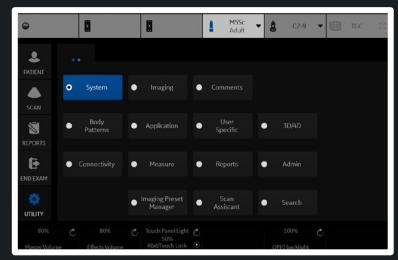 M5Sc
Adult
C2-9
TGC
PATIENT
System
Imaging
Comments
SCAN
Body
Patterns
Application
User
Specific
3D/4D
REPORTS
Connectivity
Measure
Reports
Admin
END EXAM
Imaging Preset
Manager
Scan
Assistant
Search
UTILITY
80%
80%
Touch Panel Light
50%
100%
Master Volume
Effects Volume
Kbd/Touch Lock
OPIO backlight